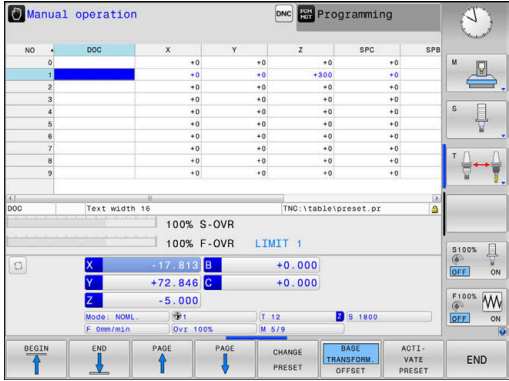 Manual operation
DNC
PGM MGT
Programming
NO DOC X Y Z SPC SPB
0 +0 +0 +0 +0
1 +0 +0 +300 +0
2 +0 +0 +0 +0
3 +0 +0 +0 +0
4 +0 +0 +0 +0
5 +0 +0 +0 +0
6 +0 +0 +0 +0
7 +0 +0 +0 +0
8 +0 +0 +0 +0
9 +0 +0 +0 +0
DOC Text width 16 TNC:\table\preset.pr
100% S-OVR
100% F-OVR LIMIT 1
X -17.813 B +0.000
Y +72.846 C +0.000
Z -5.000
Mode: NOML. 1 T 12 Z S 1800
F 0mm/min Ovr 100% M 5/9
M
S
T
S100%
OFF ON
F100%
OFF ON
BEGIN
END
PAGE
PAGE
CHANGE
PRESET
BASE
TRANSFORM.
OFFSET
ACTI-
VATE
PRESET
END